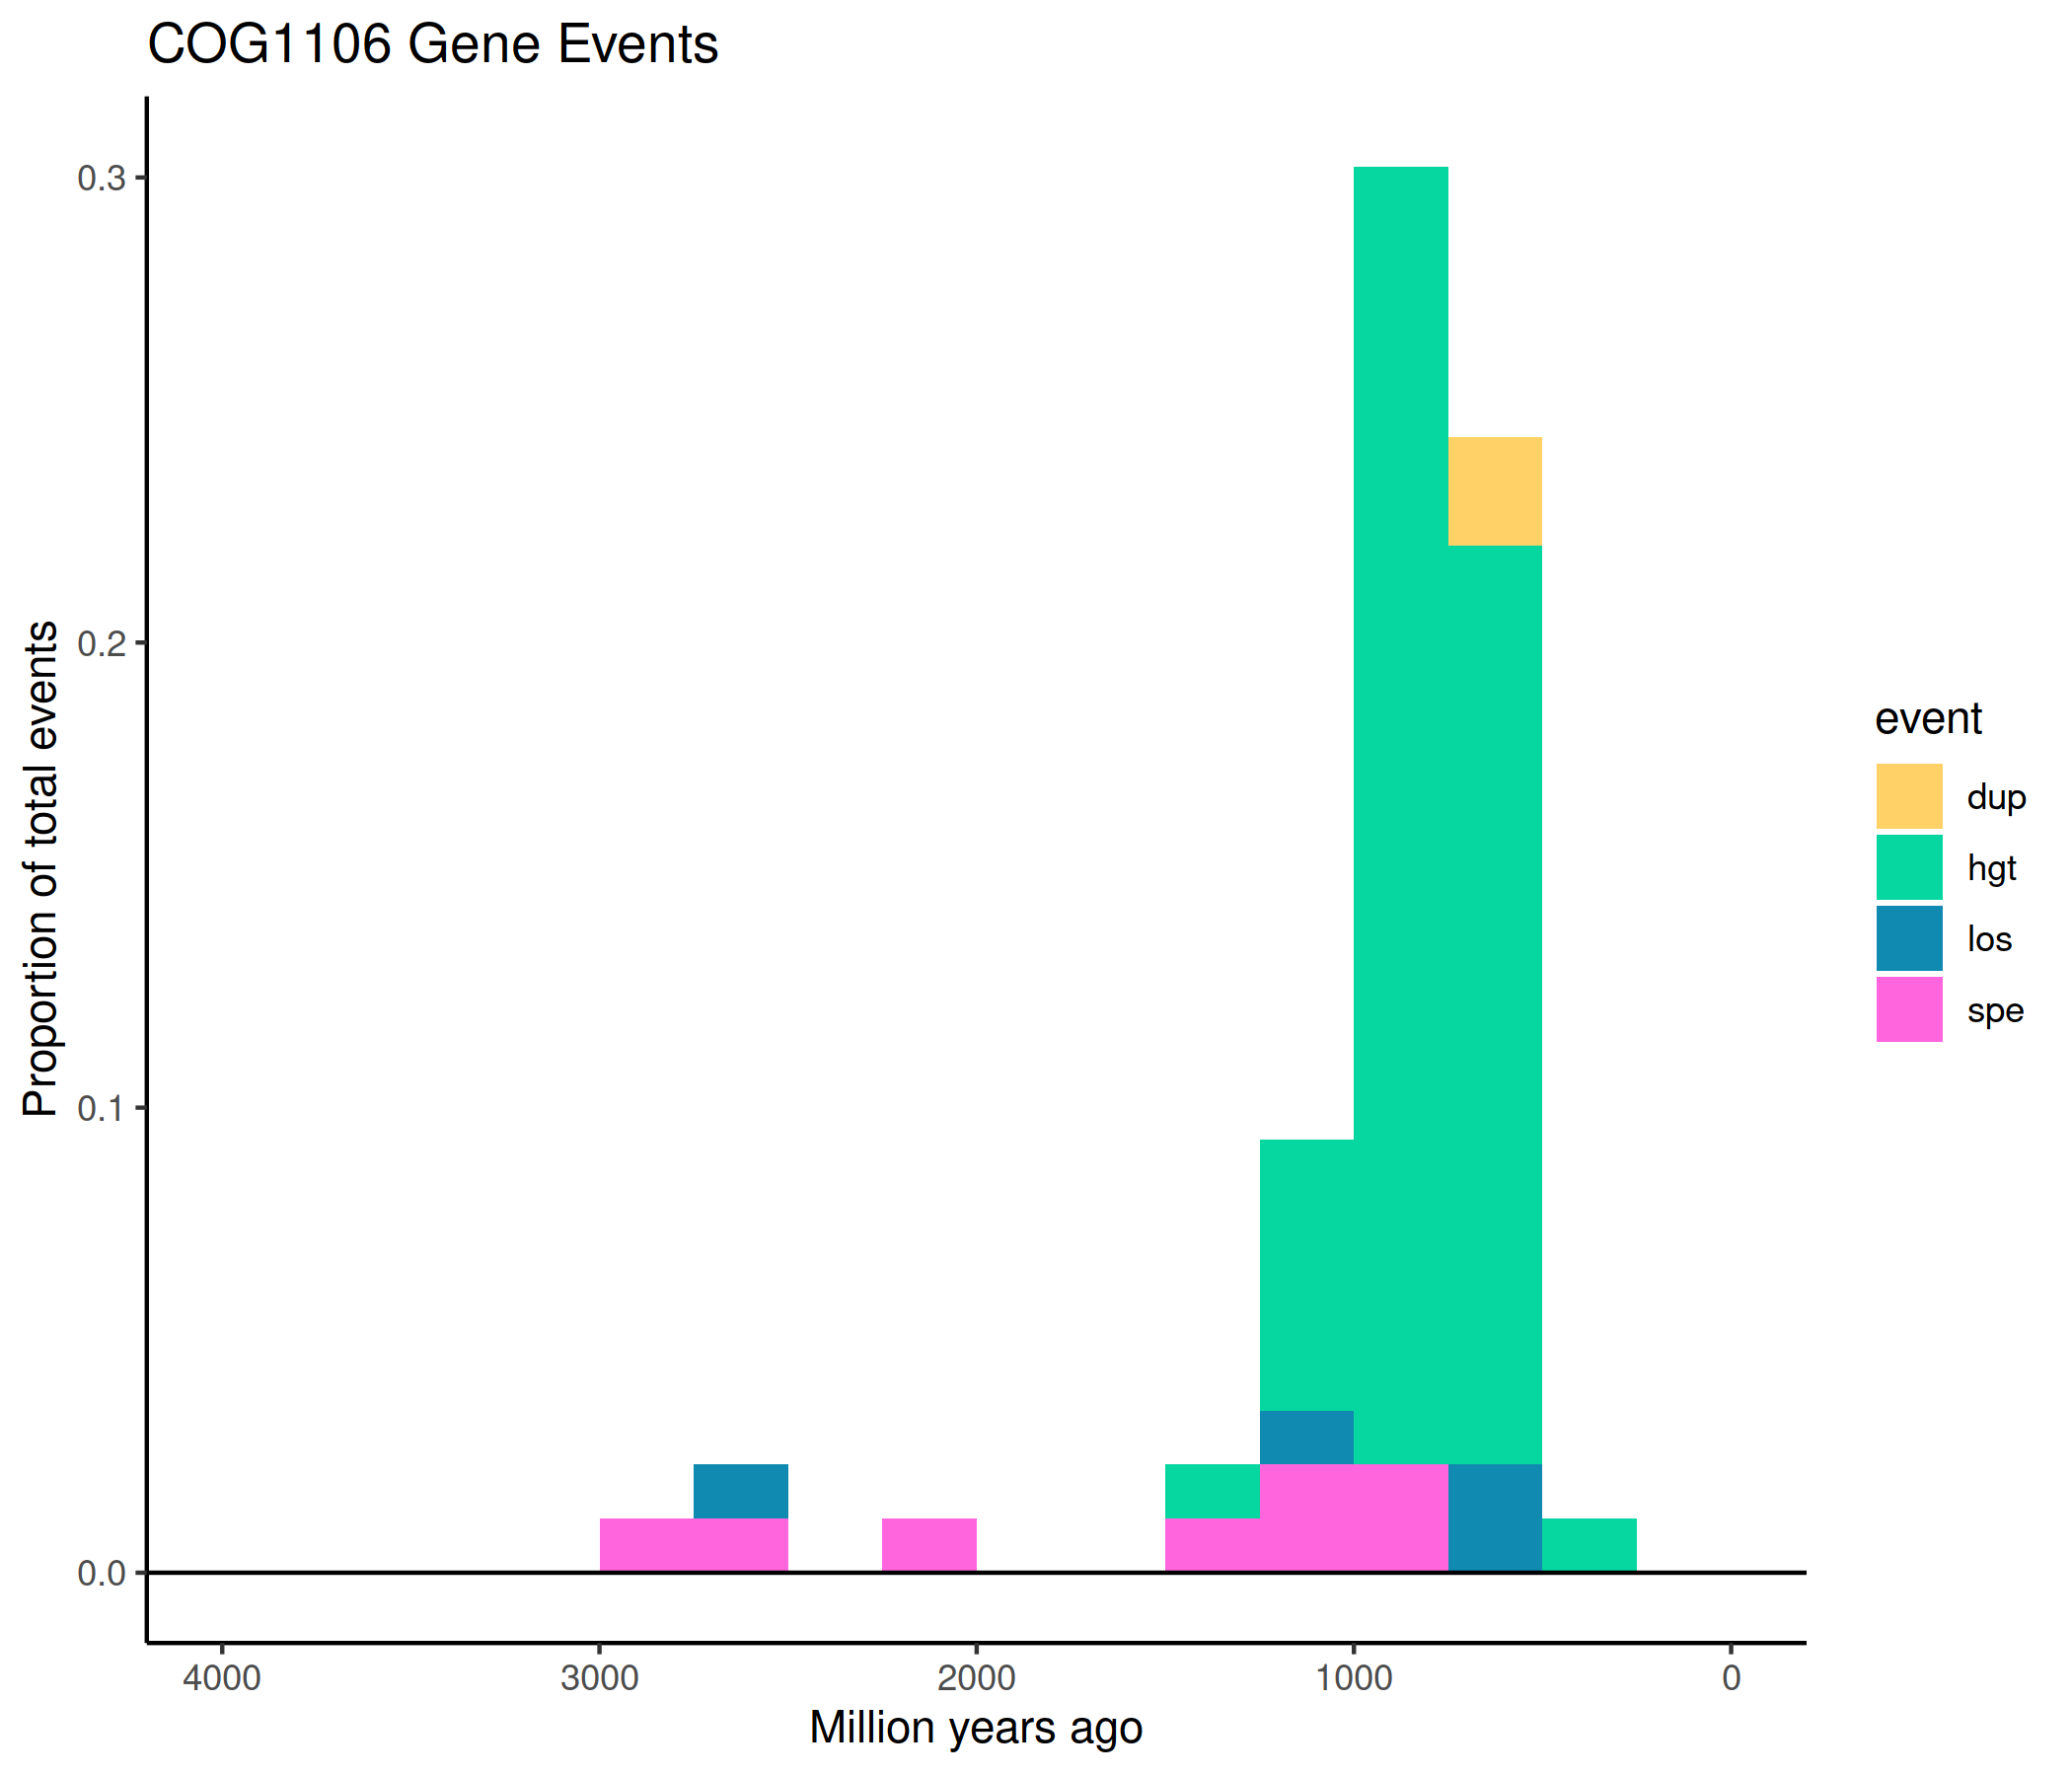 COG1106 Gene Events
Proportion of total events
0.3
0.2
0.1
0.0
4000 3000 2000 1000 0
Million years ago
event
dup
hgt
los
spe